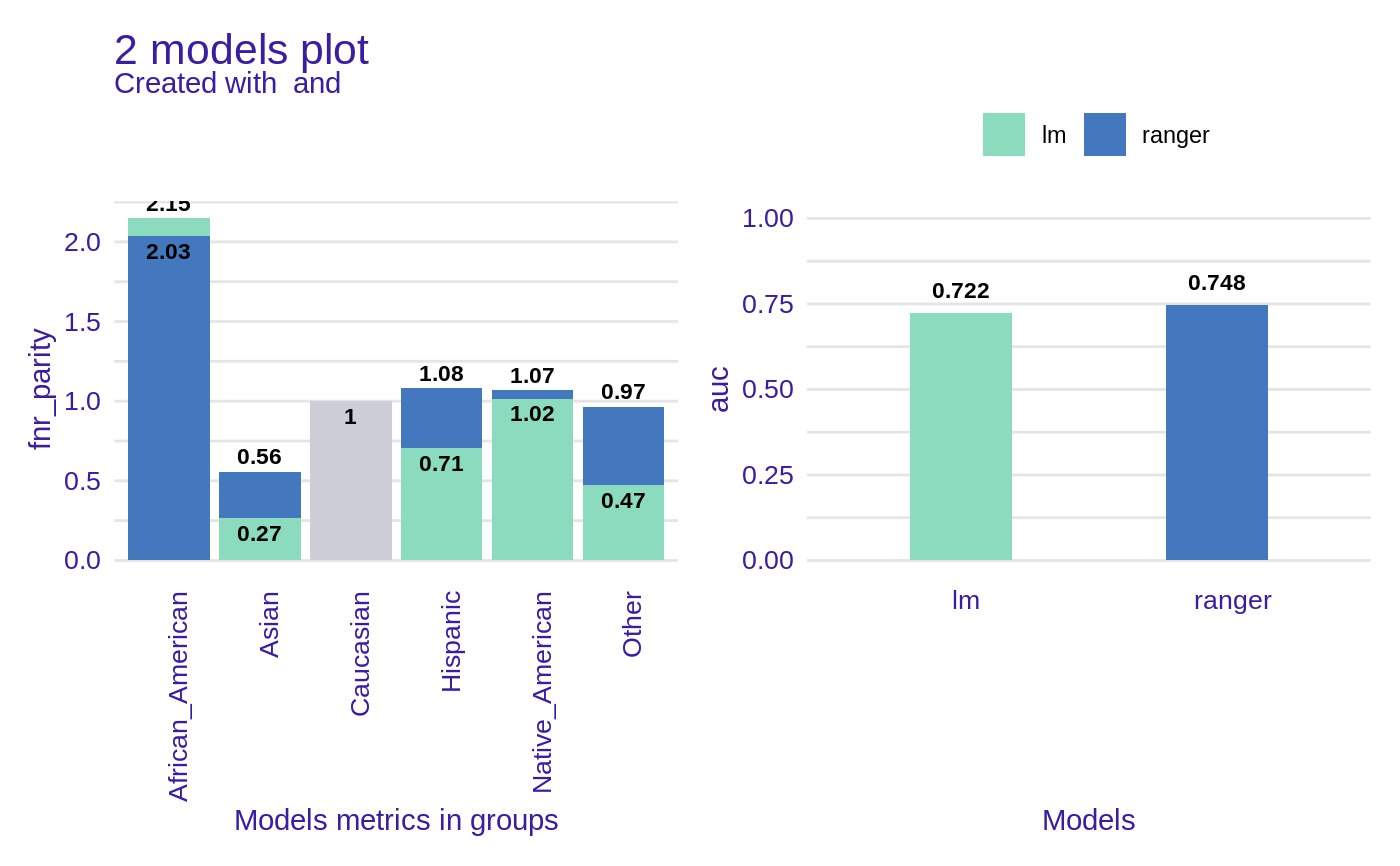 2 models plot
Created with  and
lm
ranger
fnr_parity
2.0
1.5
1.0
0.5
0.0
2.15
2.03
0.56
0.27
1
1.08
0.71
1.07
1.02
0.97
0.47
African_American
Asian
Caucasian
Hispanic
Native_American
Other
Models metrics in groups
auc
1.00
0.75
0.50
0.25
0.00
0.722
0.748
lm
ranger
Models